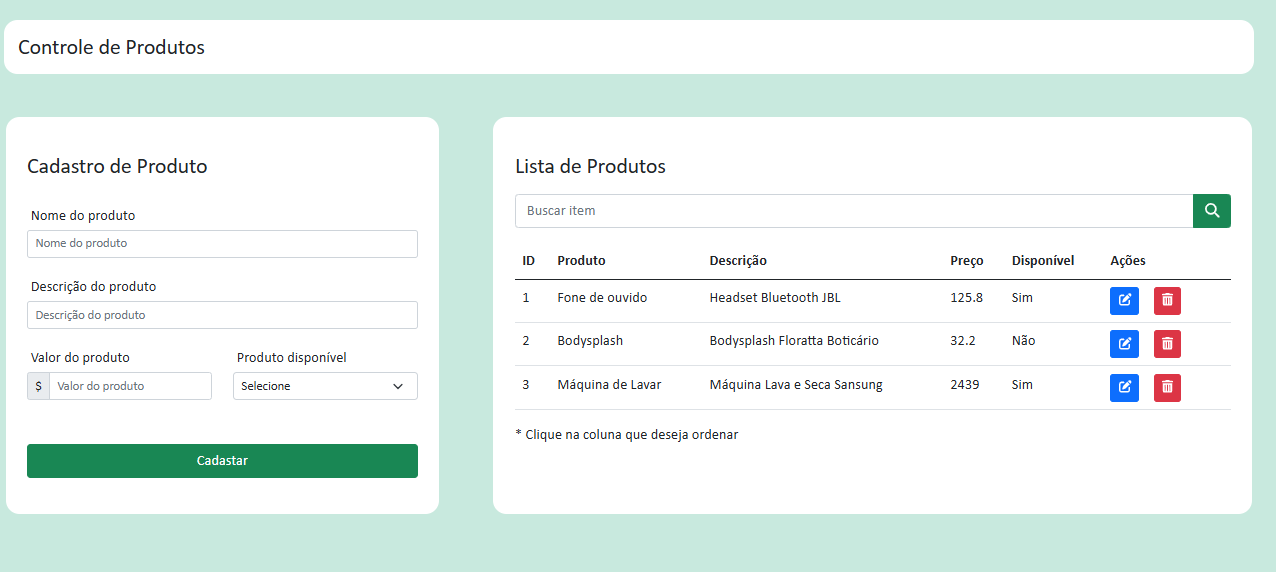 Controle de Produtos
Cadastro de Produto
Nome do produto
Nome do produto
Descrição do produto
Descrição do produto
Valor do produto Produto disponível
$ Valor do produto Selecione
Cadastrar
Lista de Produtos
Buscar item
ID Produto Descrição Preço Disponível Ações
1 Fone de ouvido Headset Bluetooth JBL 125.8 Sim
2 Bodysplash Bodysplash Floratta Boticário 32.2 Não
3 Máquina de Lavar Máquina Lava e Seca Sansung 2439 Sim
* Clique na coluna que deseja ordenar